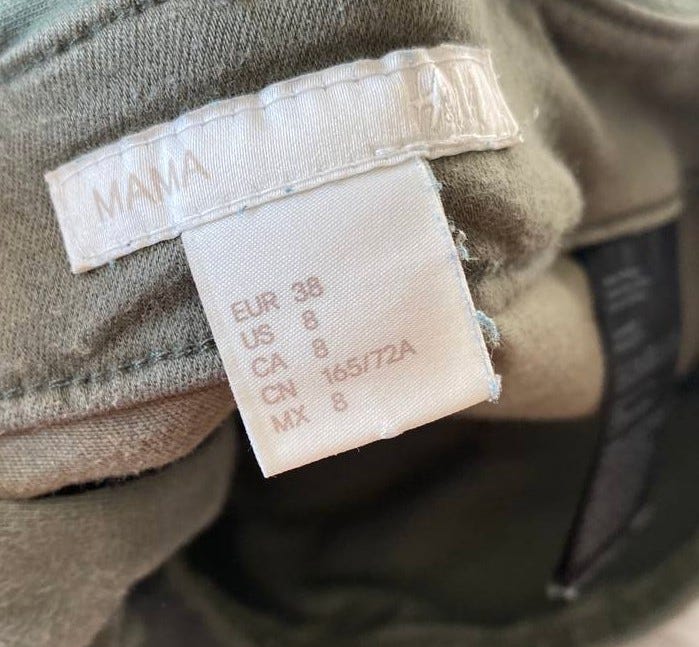 MAMA
EUR 38
US 8
CA 8
CN 165/72A
MX 8